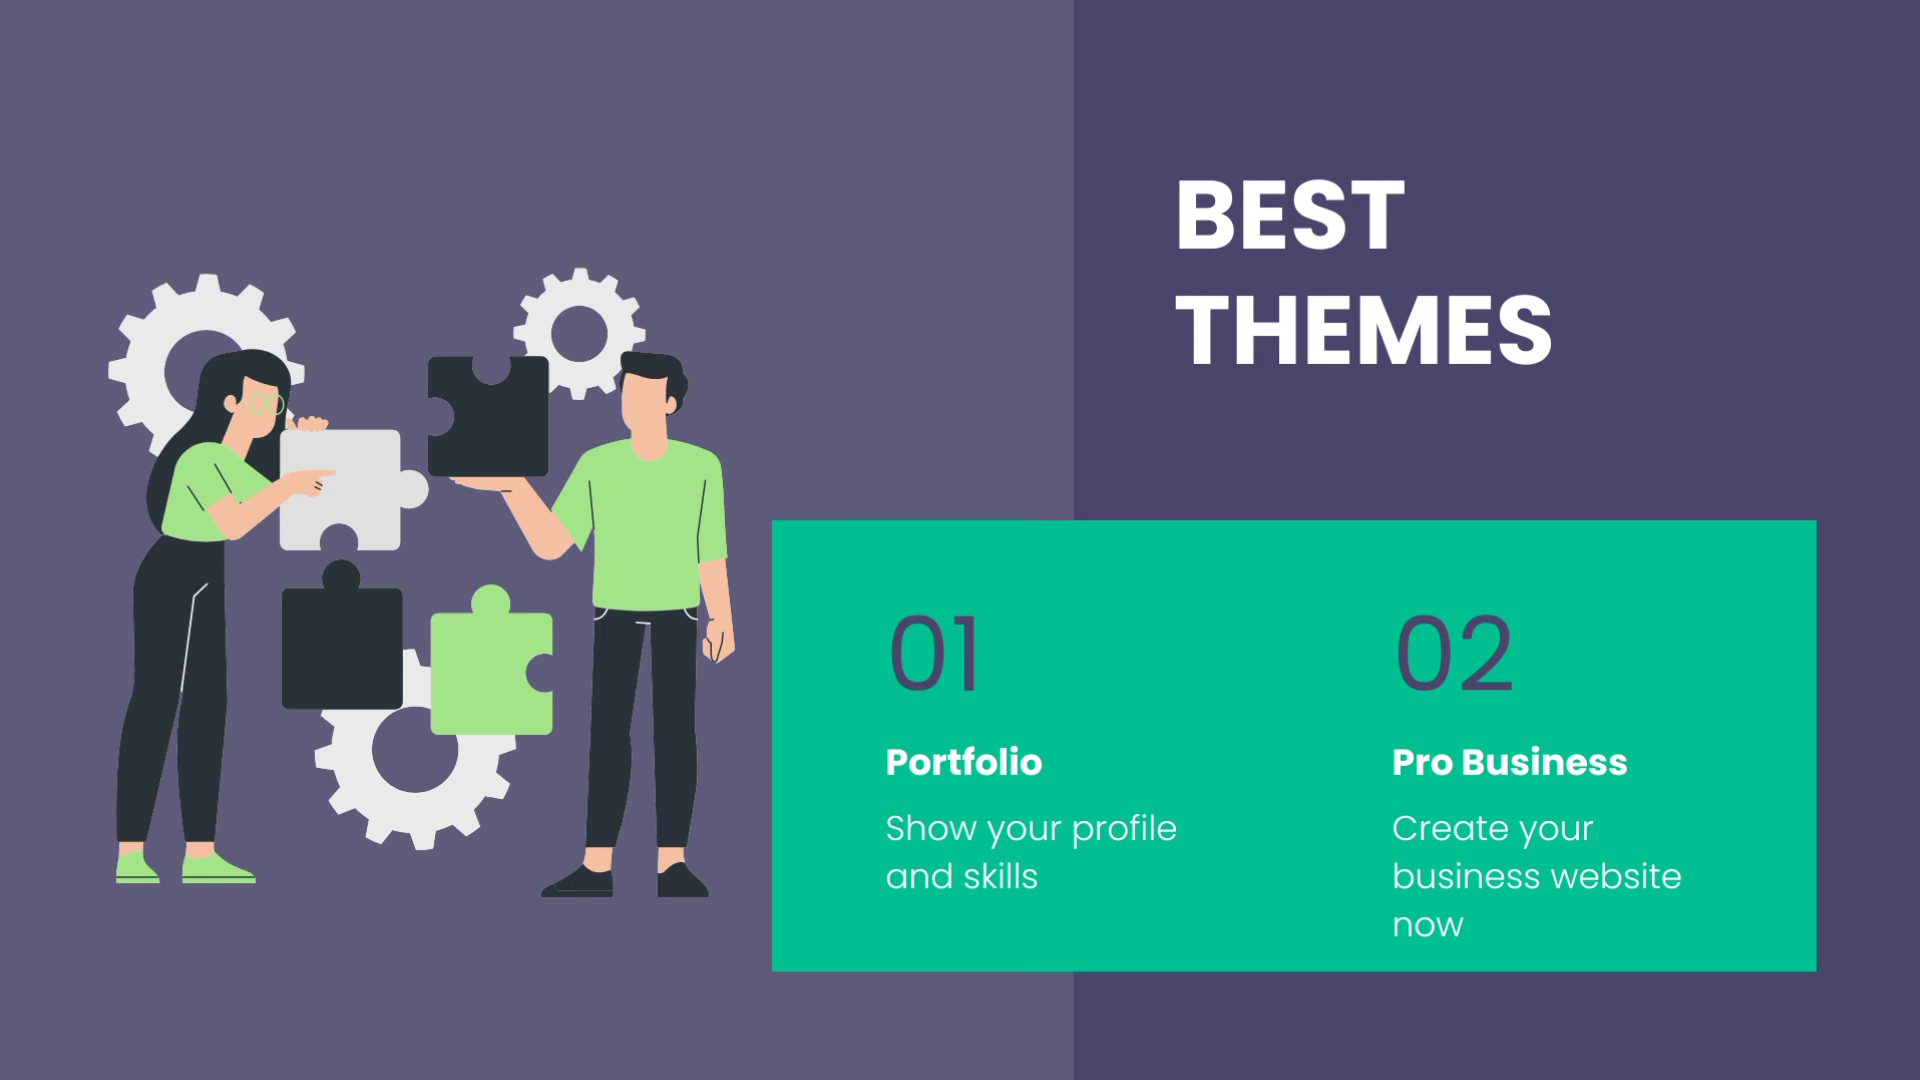 BEST
THEMES
01
Portfolio
Show your profile
and skills
02
Pro Business
Create your
business website
now